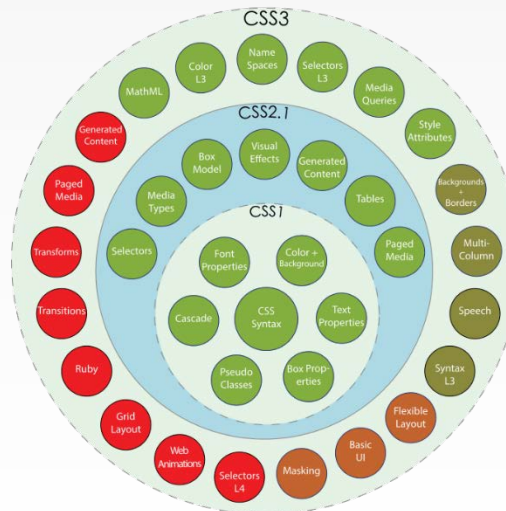 CSS3
Name
Spaces
Color
L3
Selectors
L3
MathML
Media
Queries
Generated
Content
Style
Attributes
Paged
Media
Backgrounds
+
Borders
Transforms
Multi-
Column
Transitions
Speech
Ruby
Syntax
L3
Grid
Layout
Flexible
Layout
Web
Animations
Basic
UI
Selectors
L4
Masking
CSS2.1
Visual
Effects
Box
Model
Generated
Content
Media
Types
Tables
Selectors
Paged
Media
CSS1
Font
Properties
Color +
Background
Cascade
CSS
Syntax
Text
Properties
Pseudo
Classes
Box Prop-
erties